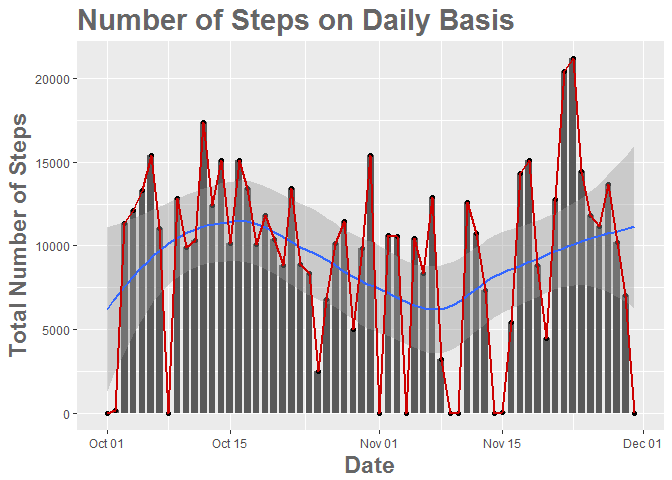 Number of Steps on Daily Basis
Total Number of Steps
20000
15000
10000
5000
0
Oct 01 Oct 15 Nov 01 Nov 15 Dec 01
Date